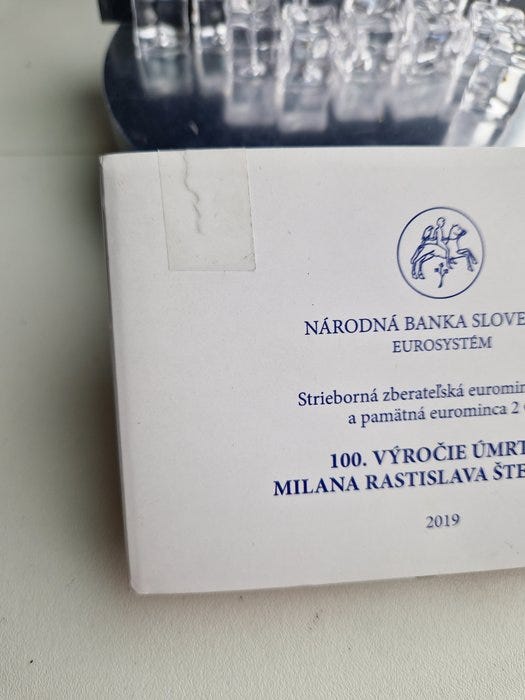 NÁRODNÁ BANKA SLOVE
EUROSYSTÉM
Strieborná zberateľská euromin
a pamätná eurominca 2
100. VÝROČIE ÚMRT
MILANA RASTISLAVA ŠTE
2019